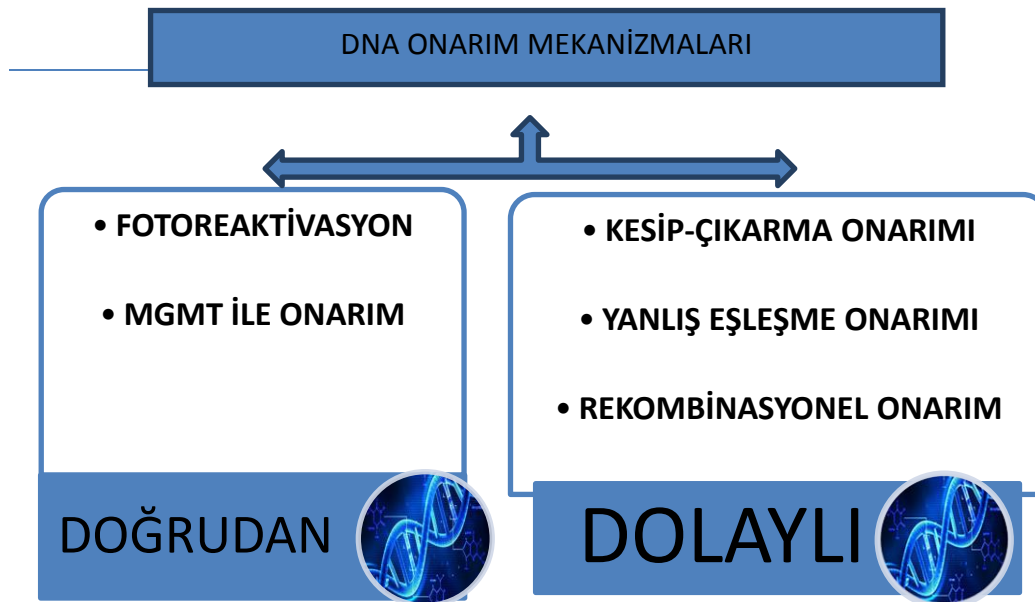 DNA ONARIM MEKANİZMALARI
• FOTOREAKTİVASYON
• MGMT İLE ONARIM
DOĞRUDAN
• KESİP-ÇIKARMA ONARIMI
• YANLIŞ EŞLEŞME ONARIMI
• REKOMBİNASYONEL ONARIM
DOLAYLI